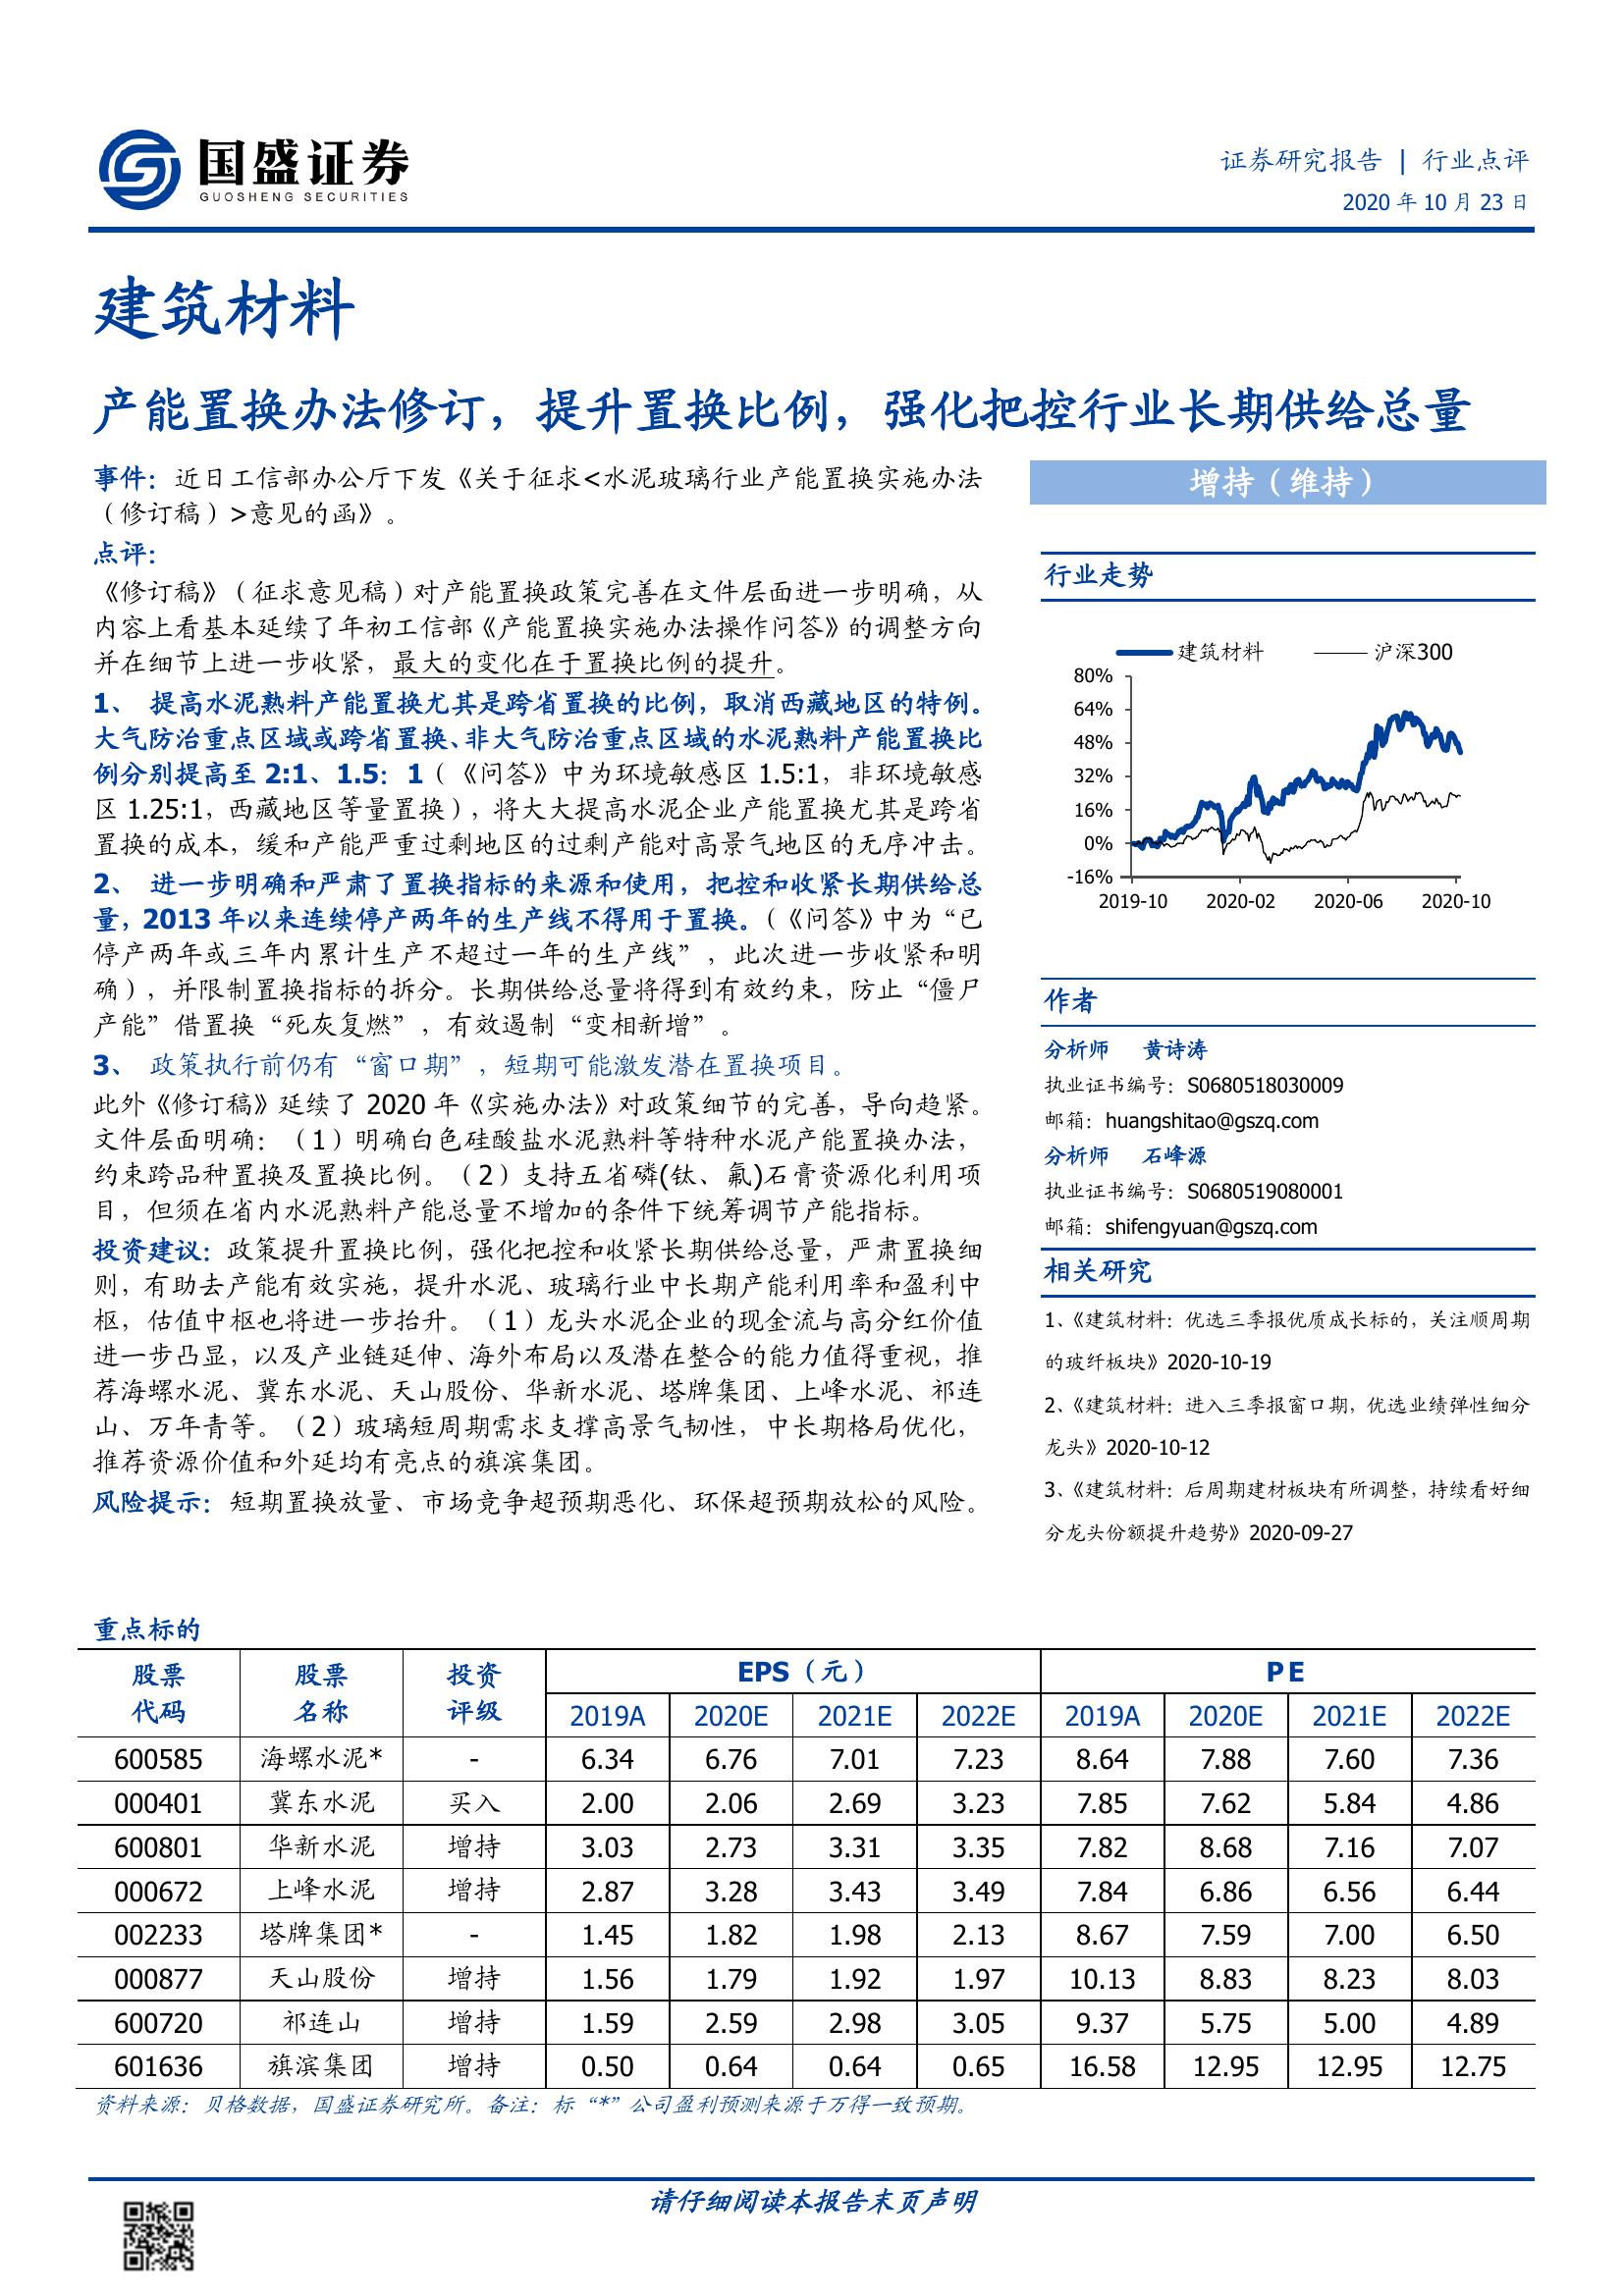 国盛证券
GUOSHENG SECURITIES
证券研究报告 | 行业点评
2020 年 10 月 23 日
建筑材料
产能置换办法修订，提升置换比例，强化把控行业长期供给总量
事件：近日工信部办公厅下发《关于征求<水泥玻璃行业产能置换实施办法
（修订稿）>意见的函》。
点评：
《修订稿》（征求意见稿）对产能置换政策完善在文件层面进一步明确，从
内容上看基本延续了年初工信部《产能置换实施办法操作问答》的调整方向
并在细节上进一步收紧，最大的变化在于置换比例的提升。
1、 提高水泥熟料产能置换尤其是跨省置换的比例，取消西藏地区的特例。
大气防治重点区域或跨省置换、非大气防治重点区域的水泥熟料产能置换比
例分别提高至 2:1、1.5：1（《问答》中为环境敏感区 1.5:1，非环境敏感
区 1.25:1，西藏地区等量置换），将大大提高水泥企业产能置换尤其是跨省
置换的成本，缓和产能严重过剩地区的过剩产能对高景气地区的无序冲击。
2、 进一步明确和严肃了置换指标的来源和使用，把控和收紧长期供给总
量，2013 年以来连续停产两年的生产线不得用于置换。（《问答》中为“已
停产两年或三年内累计生产不超过一年的生产线”，此次进一步收紧和明
确），并限制置换指标的拆分。长期供给总量将得到有效约束，防止“僵尸
产能”借置换“死灰复燃”，有效遏制“变相新增”。
3、 政策执行前仍有“窗口期”，短期可能激发潜在置换项目。
此外《修订稿》延续了 2020 年《实施办法》对政策细节的完善，导向趋紧。
文件层面明确：（1）明确白色硅酸盐水泥熟料等特种水泥产能置换办法，
约束跨品种置换及置换比例。（2）支持五省磷(钛、氟)石膏资源化利用项
目，但须在省内水泥熟料产能总量不增加的条件下统筹调节产能指标。
投资建议：政策提升置换比例，强化把控和收紧长期供给总量，严肃置换细
则，有助去产能有效实施，提升水泥、玻璃行业中长期产能利用率和盈利中
枢，估值中枢也将进一步抬升。（1）龙头水泥企业的现金流与高分红价值
进一步凸显，以及产业链延伸、海外布局以及潜在整合的能力值得重视，推
荐海螺水泥、冀东水泥、天山股份、华新水泥、塔牌集团、上峰水泥、祁连
山、万年青等。（2）玻璃短周期需求支撑高景气韧性，中长期格局优化，
推荐资源价值和外延均有亮点的旗滨集团。
风险提示：短期置换放量、市场竞争超预期恶化、环保超预期放松的风险。
增持（维持）
行业走势
建筑材料 沪深300
80%
64%
48%
32%
16%
0%
-16%
2019-10 2020-02 2020-06 2020-10
作者
分析师 黄诗涛
执业证书编号：S0680518030009
邮箱：huangshitao@gszq.com
分析师 石峰源
执业证书编号：S0680519080001
邮箱：shifengyuan@gszq.com
相关研究
1、《建筑材料：优选三季报优质成长标的，关注顺周期
的玻纤板块》2020-10-19
2、《建筑材料：进入三季报窗口期，优选业绩弹性细分
龙头》2020-10-12
3、《建筑材料：后周期建材板块有所调整，持续看好细
分龙头份额提升趋势》2020-09-27
重点标的
股票 股票 投资 EPS（元） PE
代码 名称 评级 2019A 2020E 2021E 2022E 2019A 2020E 2021E 2022E
600585 海螺水泥* - 6.34 6.76 7.01 7.23 8.64 7.88 7.60 7.36
000401 冀东水泥 买入 2.00 2.06 2.69 3.23 7.85 7.62 5.84 4.86
600801 华新水泥 增持 3.03 2.73 3.31 3.35 7.82 8.68 7.16 7.07
000672 上峰水泥 增持 2.87 3.28 3.43 3.49 7.84 6.86 6.56 6.44
002233 塔牌集团* - 1.45 1.82 1.98 2.13 8.67 7.59 7.00 6.50
000877 天山股份 增持 1.56 1.79 1.92 1.97 10.13 8.83 8.23 8.03
600720 祁连山 增持 1.59 2.59 2.98 3.05 9.37 5.75 5.00 4.89
601636 旗滨集团 增持 0.50 0.64 0.64 0.65 16.58 12.95 12.95 12.75
资料来源：贝格数据，国盛证券研究所。备注：标“*”公司盈利预测来源于万得一致预期。
请仔细阅读本报告末页声明